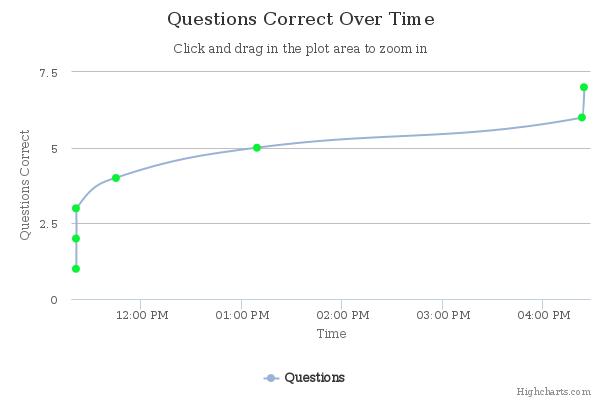 Questions Correct Over Time
Click and drag in the plot area to zoom in
Questions Correct
7.5
5
2.5
0
12:00 PM 01:00 PM 02:00 PM 03:00 PM 04:00 PM
Time
Questions
Highcharts.com